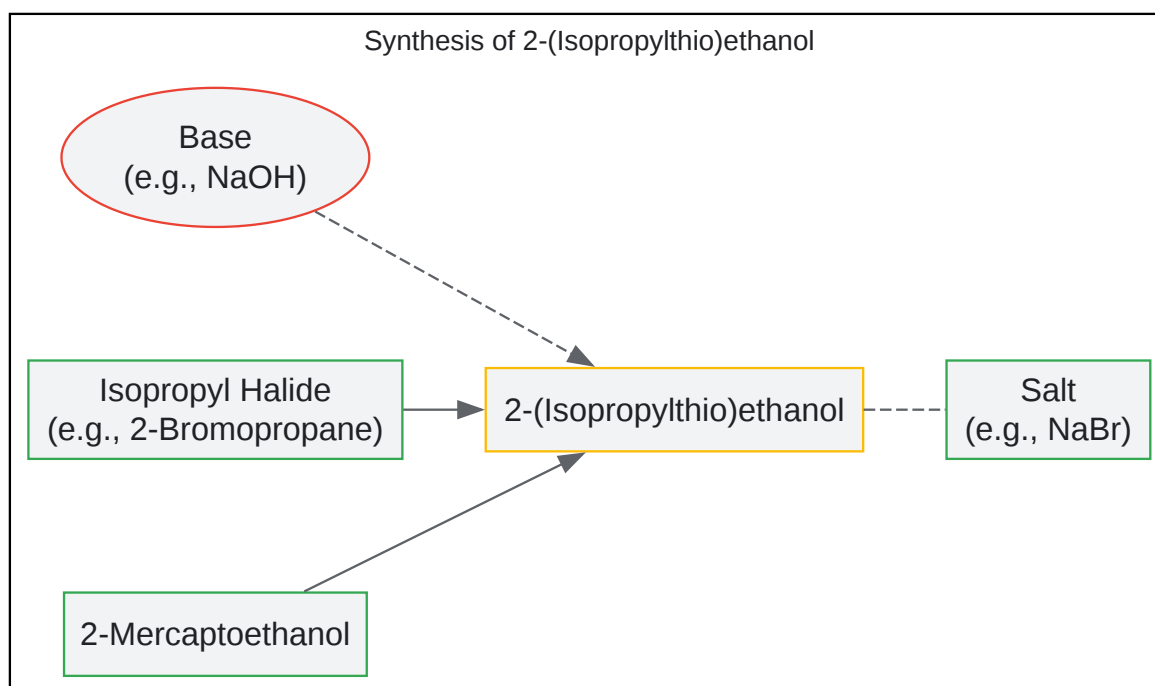 Synthesis of 2-(Isopropylthio)ethanol
Base
(e.g., NaOH)
Isopropyl Halide
(e.g., 2-Bromopropane)
2-(Isopropylthio)ethanol
Salt
(e.g., NaBr)
2-Mercaptoethanol